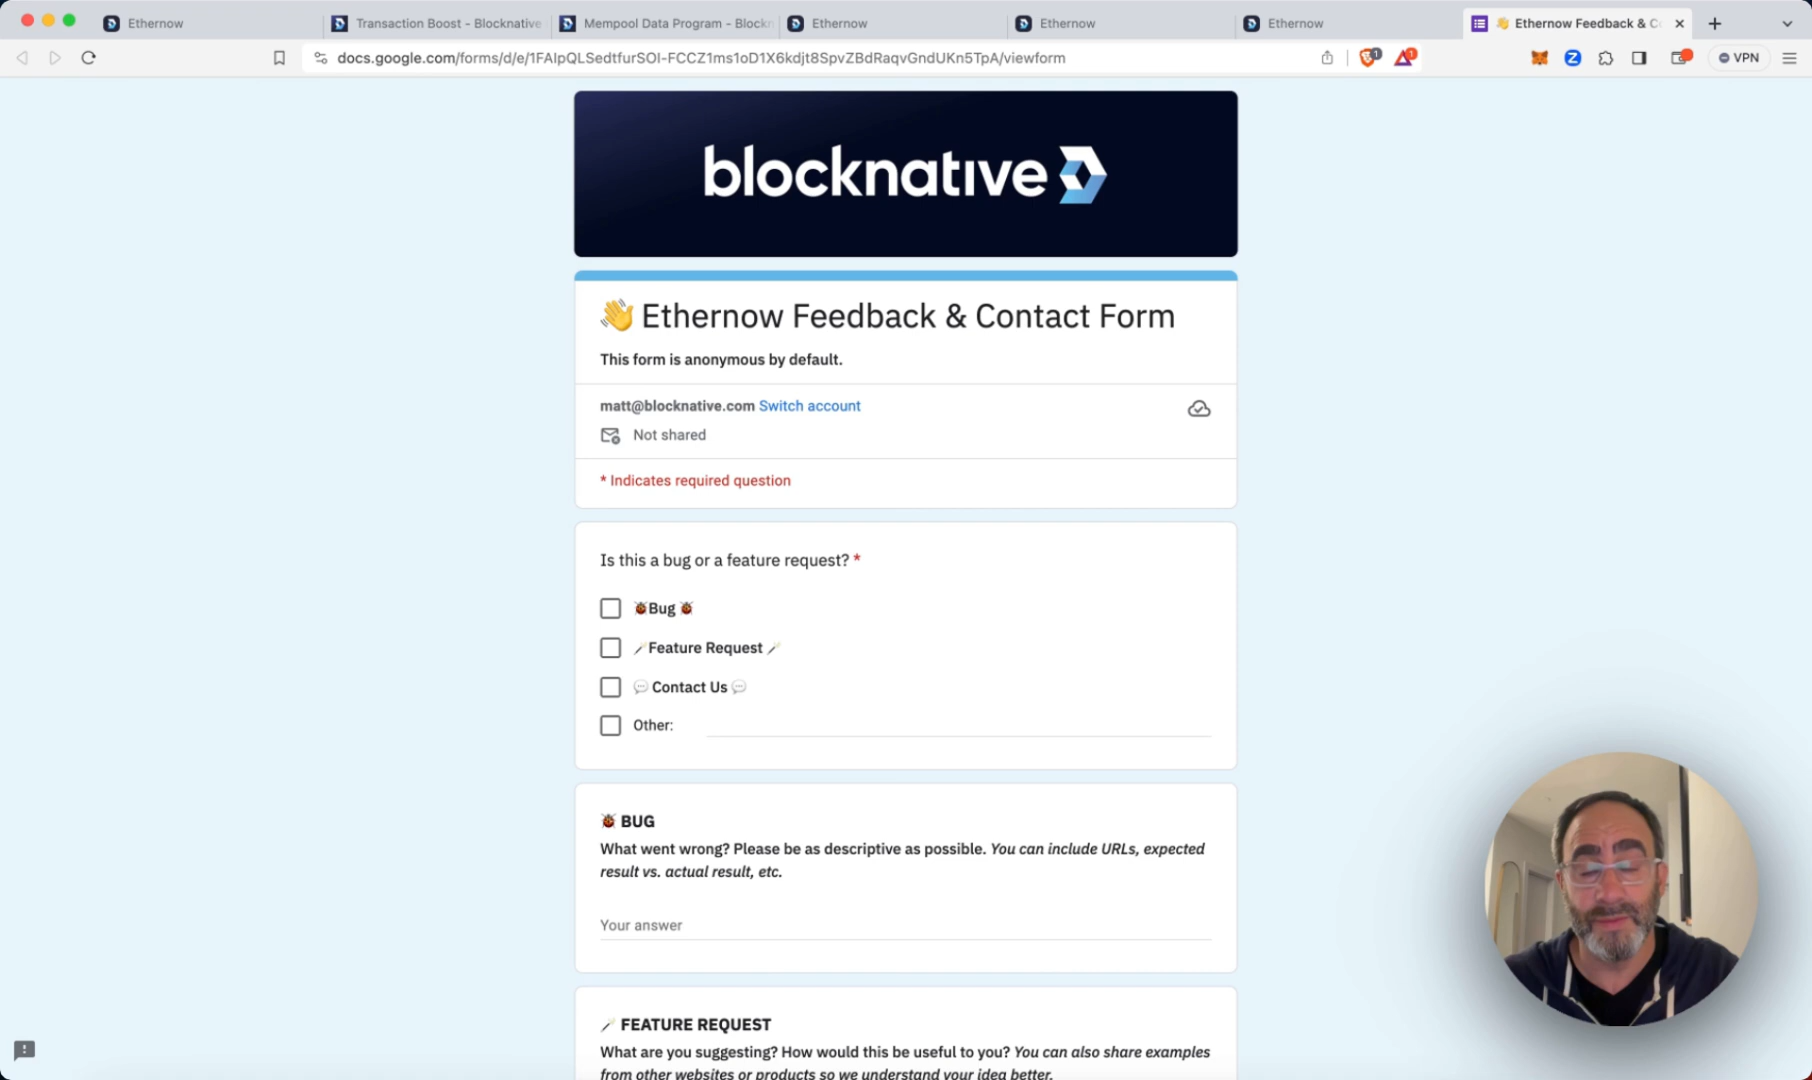 Ethernow
Transaction Boost - Blocknative
Mempool Data Program - Blockn
Ethernow
Ethernow
Ethernow
👋 Ethernow Feedback & C
docs.google.com/forms/d/e/1FAIpQLSedtfurSOI-FCCZ1ms1oD1X6kdjt8SpvZBdRaqvGndUKn5TpA/viewform
1
1
VPN
blocknative
👋 Ethernow Feedback & Contact Form
This form is anonymous by default.
matt@blocknative.com Switch account
Not shared
* Indicates required question
Is this a bug or a feature request? *
🐞Bug 🐞
🪄Feature Request🪄
💬Contact Us💬
Other:
🐞 BUG
What went wrong? Please be as descriptive as possible. You can include URLs, expected
result vs. actual result, etc.
Your answer
🪄 FEATURE REQUEST
What are you suggesting? How would this be useful to you? You can also share examples
from other websites or products so we understand your idea better.